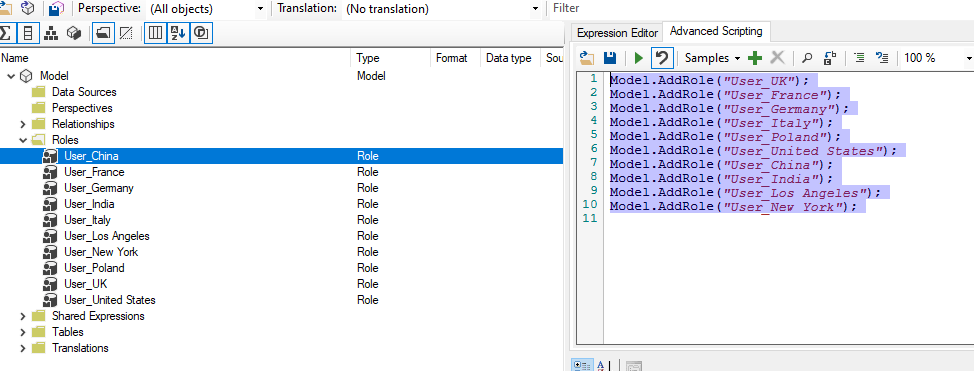 Perspective: (All objects) Translation: (No translation) Filter
Expression Editor Advanced Scripting
Samples 100 %
Name Type Format Data type Sou
Model Model
Data Sources
Perspectives
Relationships
Roles
User_China Role
User_France Role
User_Germany Role
User_India Role
User_Italy Role
User_Los Angeles Role
User_New York Role
User_Poland Role
User_UK Role
User_United States Role
Shared Expressions
Tables
Translations
1 Model.AddRole("User_UK");
2 Model.AddRole("User_France");
3 Model.AddRole("User_Germany");
4 Model.AddRole("User_Italy");
5 Model.AddRole("User_Poland");
6 Model.AddRole("User_United States");
7 Model.AddRole("User_China");
8 Model.AddRole("User_India");
9 Model.AddRole("User_Los Angeles");
10 Model.AddRole("User_New York");
11